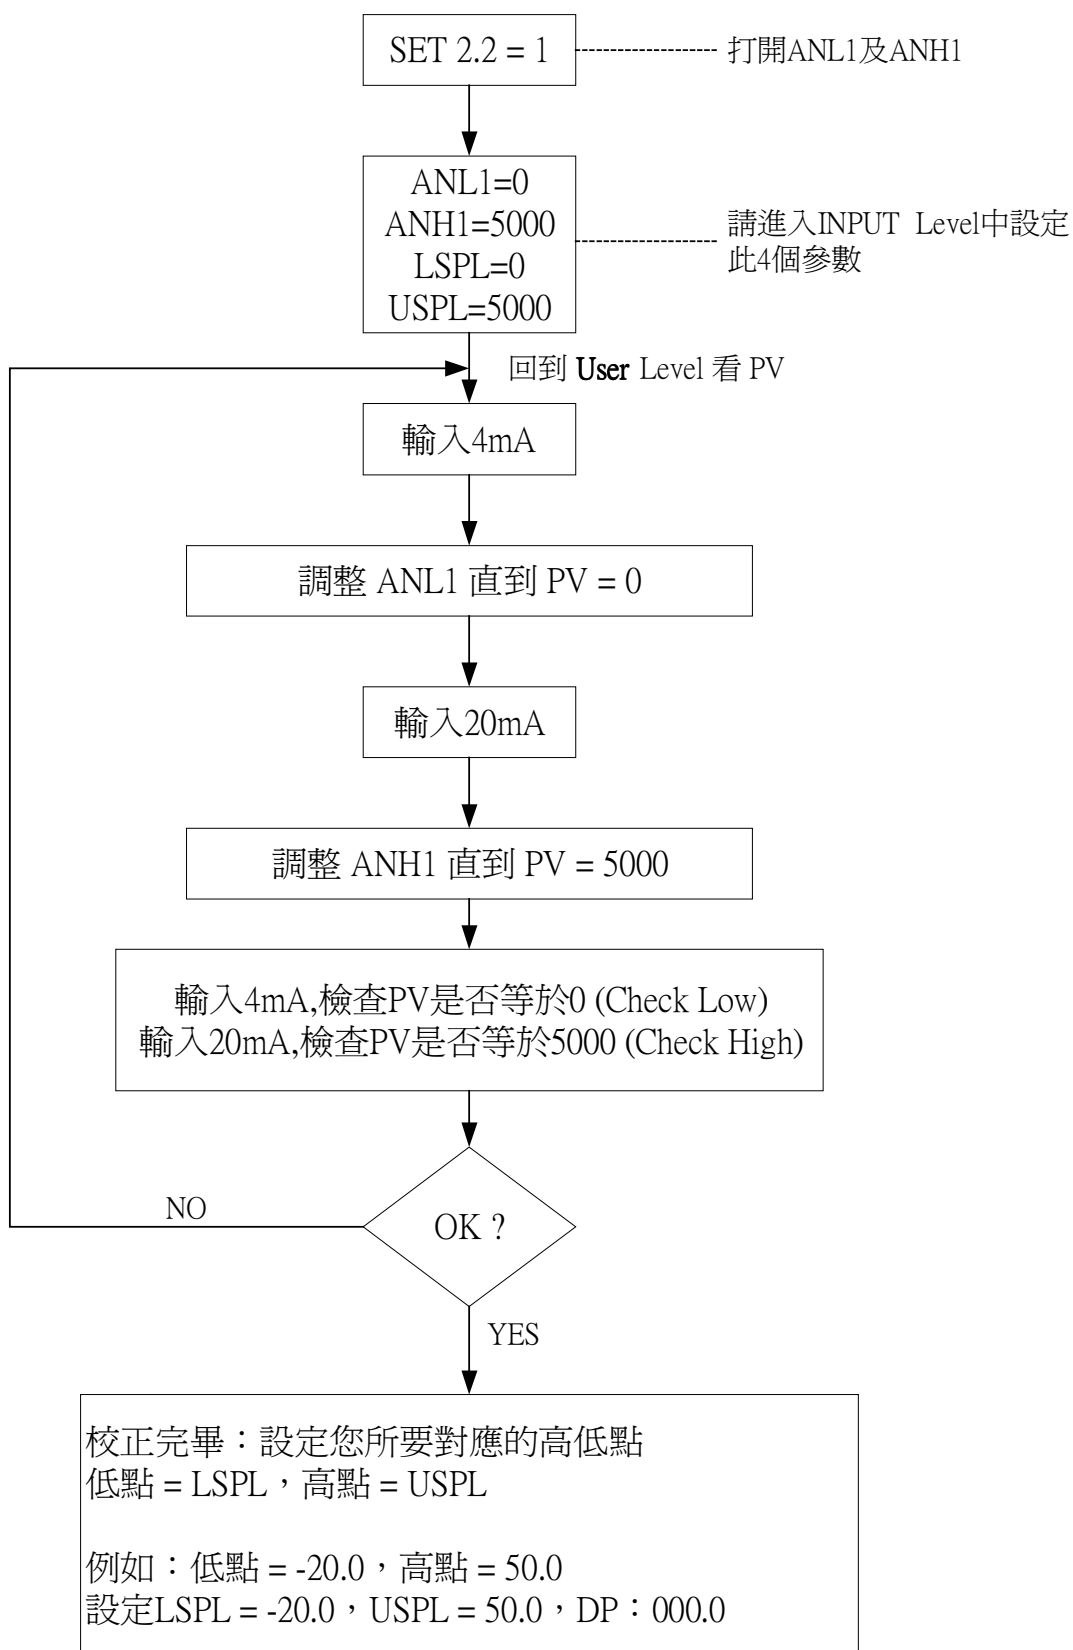 SET 2.2 = 1
打開ANL1及ANH1
ANL1=0
ANH1=5000
LSPL=0
USPL=5000
請進入INPUT Level中設定
此4個參數
回到 User Level 看 PV
輸入4mA
調整 ANL1 直到 PV = 0
輸入20mA
調整 ANH1 直到 PV = 5000
輸入4mA,檢查PV是否等於0 (Check Low)
輸入20mA,檢查PV是否等於5000 (Check High)
NO
OK ?
YES
校正完畢：設定您所要對應的高低點
低點 = LSPL，高點 = USPL
例如：低點 = -20.0，高點 = 50.0
設定LSPL = -20.0，USPL = 50.0，DP：000.0